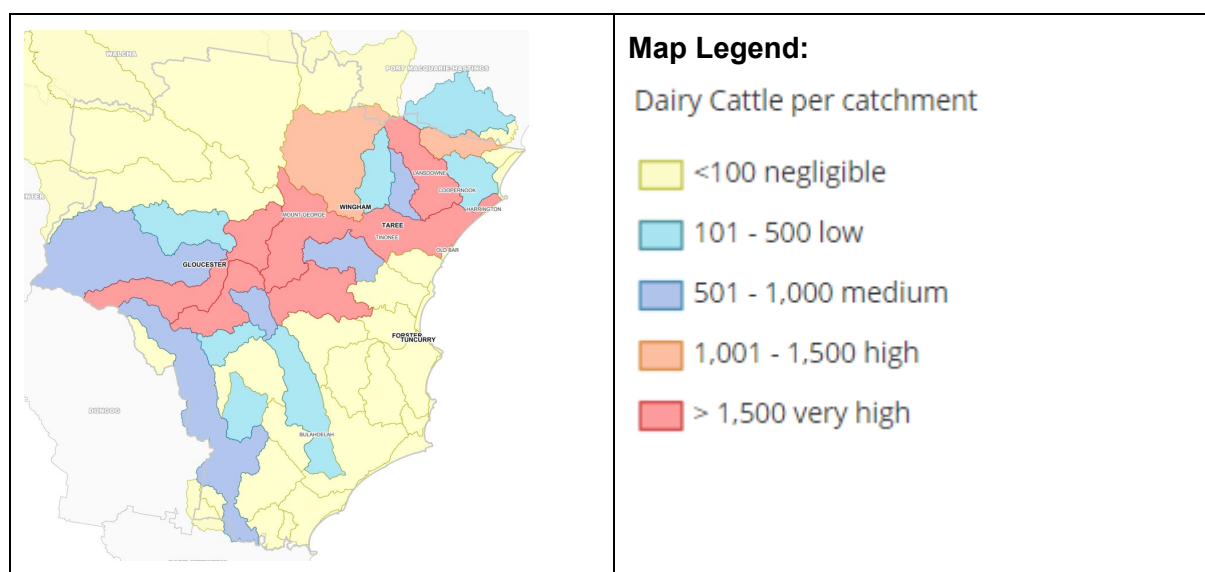 WALCHA
PORT MACQUARIE-HASTINGS
LANSDOWNE
COOPERNOOK
WINGHAM
HARRINGTON
MOUNT GEORGE
TAREE
TINONEE
OLD BAR
GLOUCESTER
FORSTER
TUNCURRY
DUNGOG
BULAHDELAH
Map Legend:
Dairy Cattle per catchment
<100 negligible
101 - 500 low
501 - 1,000 medium
1,001 - 1,500 high
> 1,500 very high